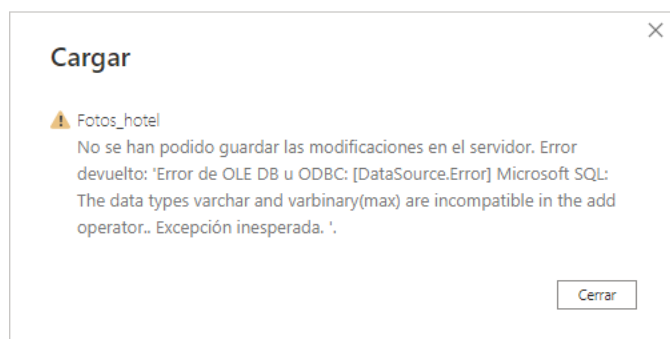 Cargar
Fotos_hotel
No se han podido guardar las modificaciones en el servidor. Error
devuelto: 'Error de OLE DB u ODBC: [DataSource.Error] Microsoft SQL:
The data types varchar and varbinary(max) are incompatible in the add
operator.. Excepción inesperada. '.
Cerrar